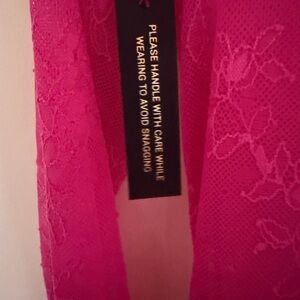 PLEASE HANDLE WITH CARE WHILE
WEARING TO AVOID SNAGGING